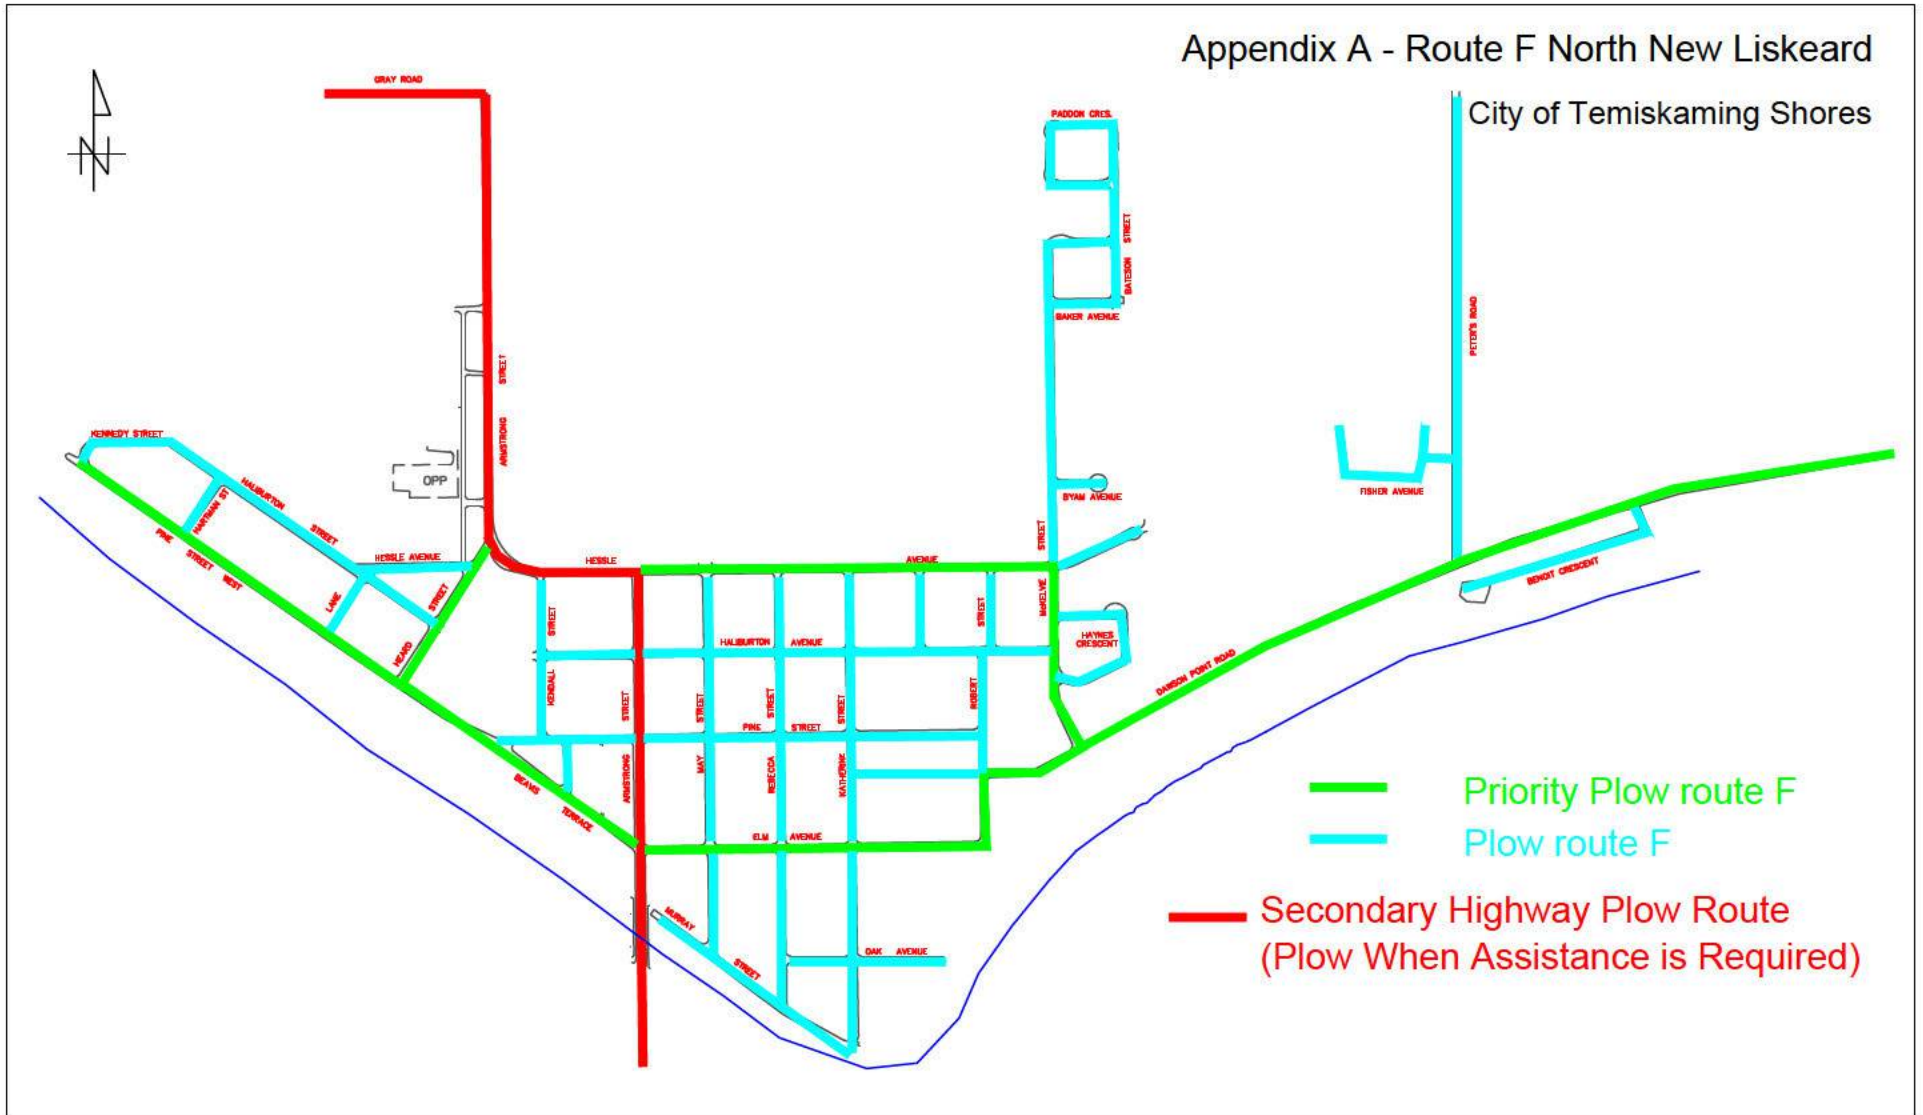 Appendix A - Route F North New Liskeard
City of Temiskaming Shores
N
GRAY ROAD
PADDON CRES.
BATESON STREET
BAKER AVENUE
PETER'S ROAD
ARMSTRONG STREET
KENNEDY STREET
OPP
HALIBURTON STREET
HARTMAN ST
PINE STREET WEST
HESSLE AVENUE
LANE
HEARD STREET
HESSLE AVENUE
BYAM AVENUE
FISHER AVENUE
McKELVIE STREET
BENOIT CRESCENT
HAYNES
CRESCENT
DAWSON POINT ROAD
KENDALL STREET
HALIBURTON AVENUE
ROBERT STREET
ARMSTRONG STREET
MAY STREET
REBECCA STREET
KATHERINE STREET
PINE STREET
BEAVIS TERRACE
ELM AVENUE
MURRAY STREET
OAK AVENUE
Priority Plow route F
Plow route F
Secondary Highway Plow Route
(Plow When Assistance is Required)